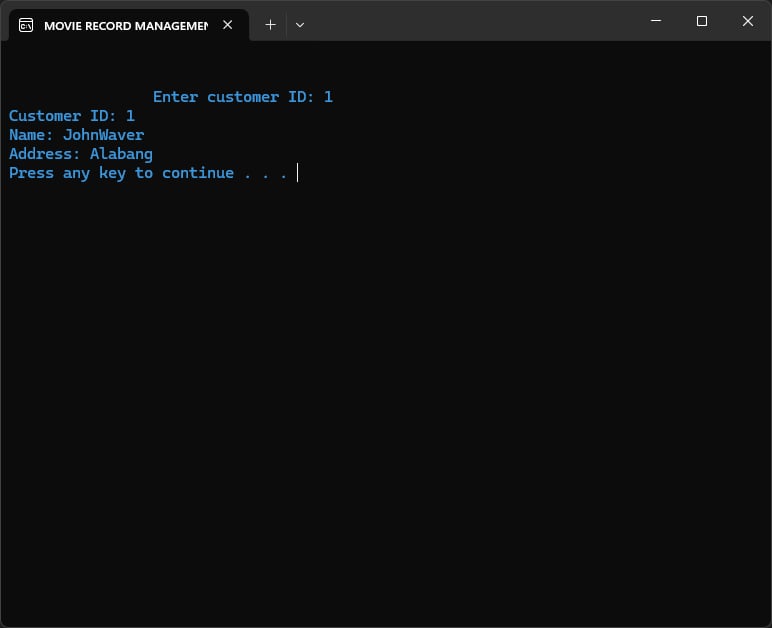 MOVIE RECORD MANAGEMEN
Enter customer ID: 1
Customer ID: 1
Name: JohnWaver
Address: Alabang
Press any key to continue . . .